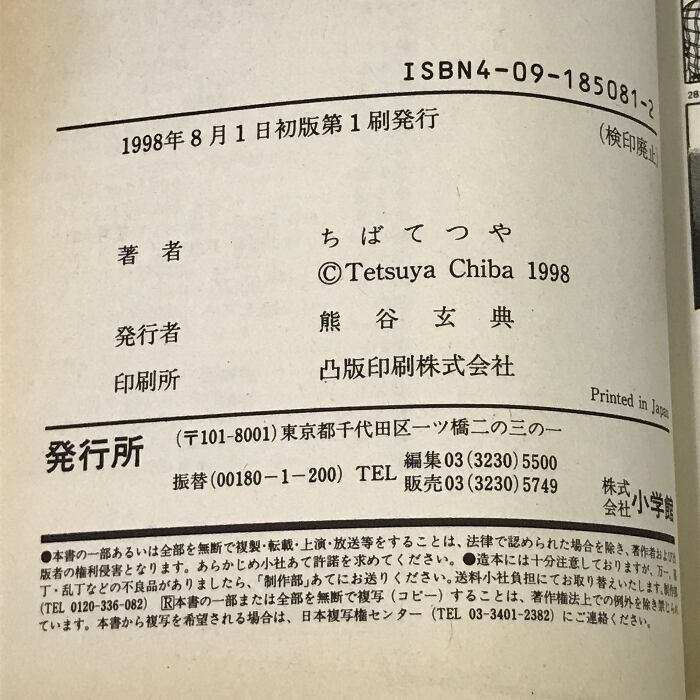 ISBN4-09-185081-2
1998年8月1日初版第1刷発行
(検印廃止)
著者 ちばてつや
©Tetsuya Chiba 1998
発行者 熊谷玄典
印刷所 凸版印刷株式会社
Printed in Japan
発行所 (〒101-8001)東京都千代田区一ツ橋二の三の一
振替(00180-1-200) TEL 編集03(3230)5500
販売03(3230)5749
株式会社 小学館
●本書の一部あるいは全部を無断で複製・転載・上演・放送等をすることは、法律で認められた場合を除き、著作者および出
版者の権利侵害となります。あらかじめ小社あて許諾を求めてください。●造本には十分注意しておりますが、万一、落
丁・乱丁などの不良品がありましたら、「制作部」あてにお送りください。送料小社負担にてお取り替えいたします。制作部
(TEL 0120-336-082) Ⓡ本書の一部または全部を無断で複写(コピー)することは、著作権法上での例外を除き禁じられ
ています。本書から複写を希望される場合は、日本複写権センター(TEL 03-3401-2382)にご連絡ください。
28